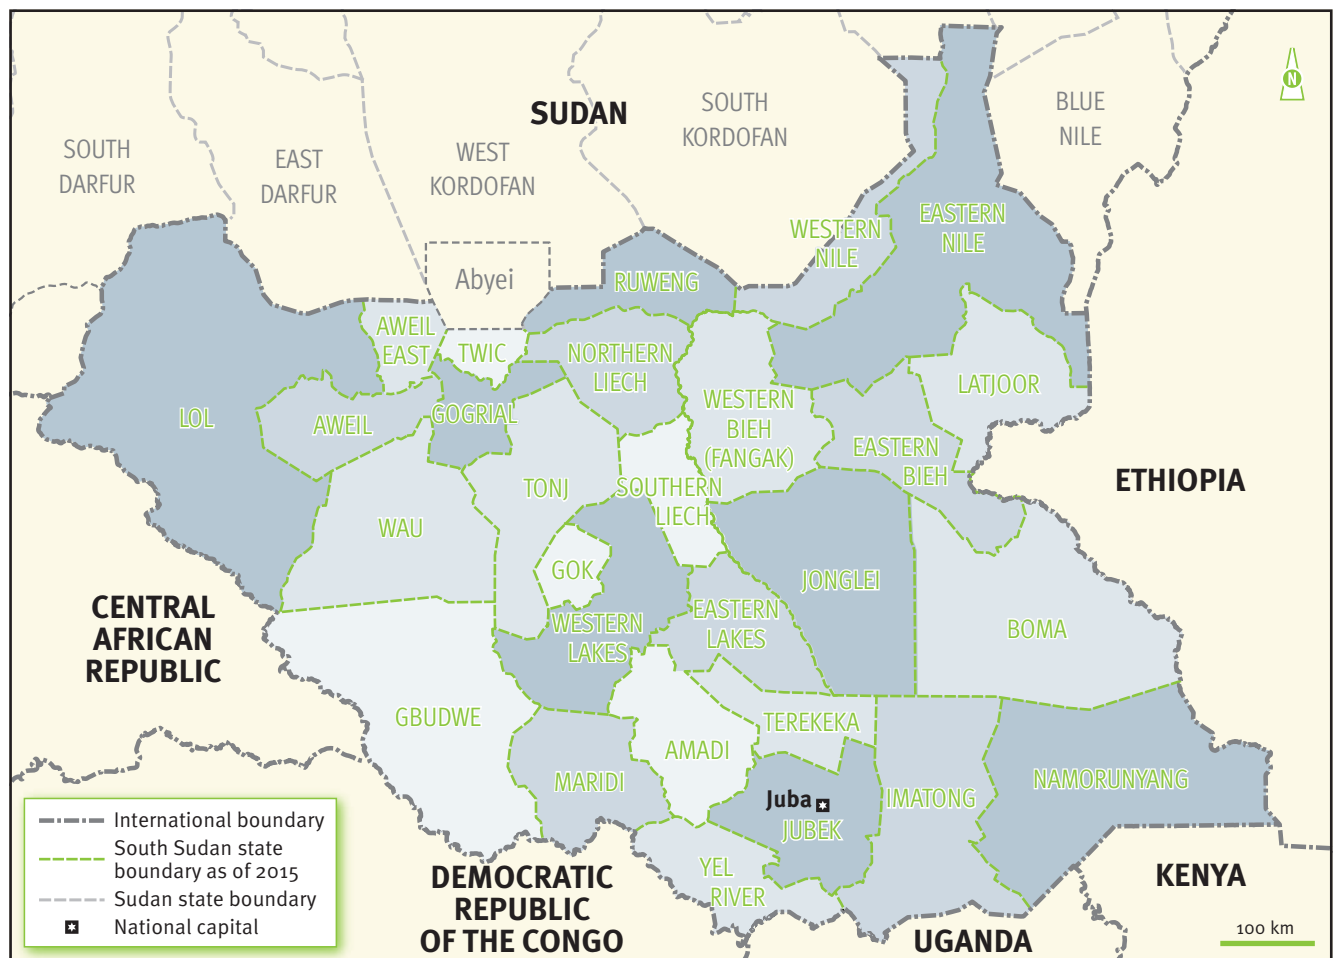 N
SUDAN
SOUTH
KORDOFAN
BLUE
NILE
SOUTH
DARFUR
EAST
DARFUR
WEST
KORDOFAN
Abyei
WESTERN
NILE
EASTERN
NILE
RUWENG
AWEIL
EAST
TWIC
NORTHERN
LIECH
LATJOOR
LOL
AWEIL
GOGRIAL
WESTERN
BIEH
(FANGAK)
EASTERN
BIEH
ETHIOPIA
TONJ
SOUTHERN
LIECH
WAU
GOK
JONGLEI
CENTRAL
AFRICAN
REPUBLIC
WESTERN
LAKES
EASTERN
LAKES
BOMA
GBUDWE
TEREKEKA
AMADI
MARIDI
Juba
JUBEK
IMATONG
NAMORUNYANG
YEI
RIVER
KENYA
DEMOCRATIC
REPUBLIC
OF THE CONGO
UGANDA
International boundary
South Sudan state
boundary as of 2015
Sudan state boundary
National capital
100 km